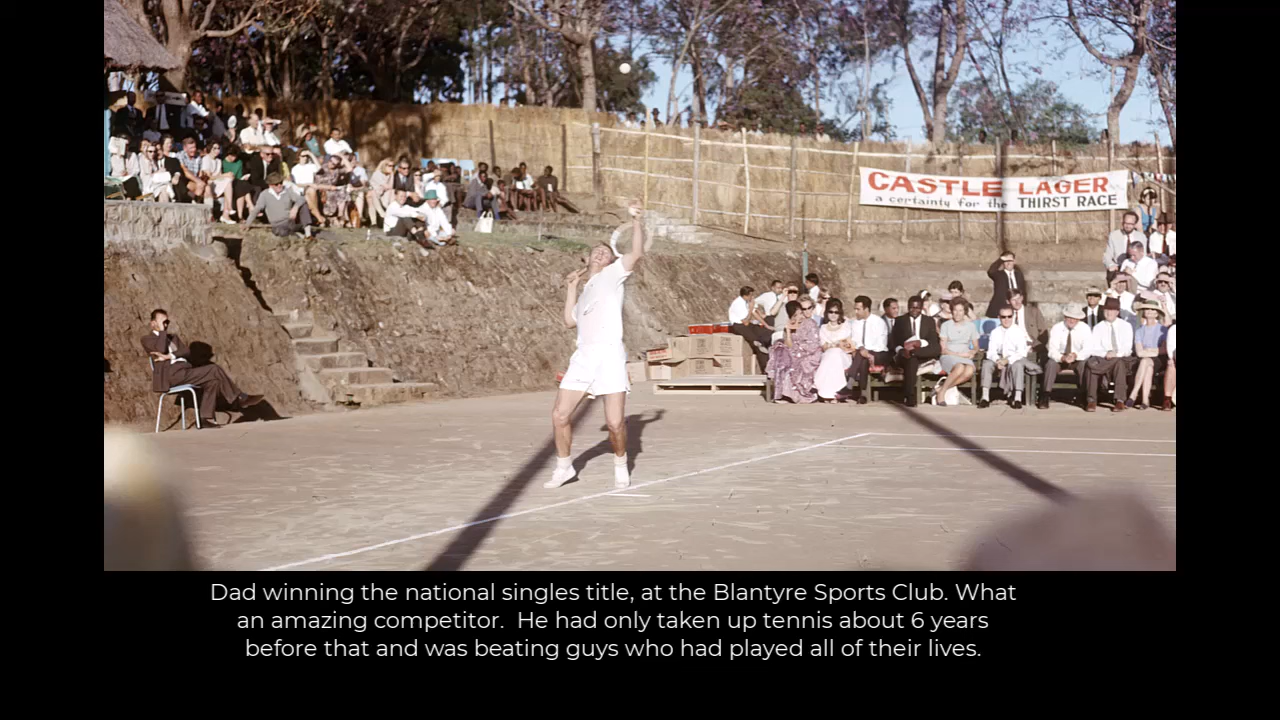 CASTLE LAGER
a certainty for the THIRST RACE
Dad winning the national singles title, at the Blantyre Sports Club. What
an amazing competitor.  He had only taken up tennis about 6 years
before that and was beating guys who had played all of their lives.